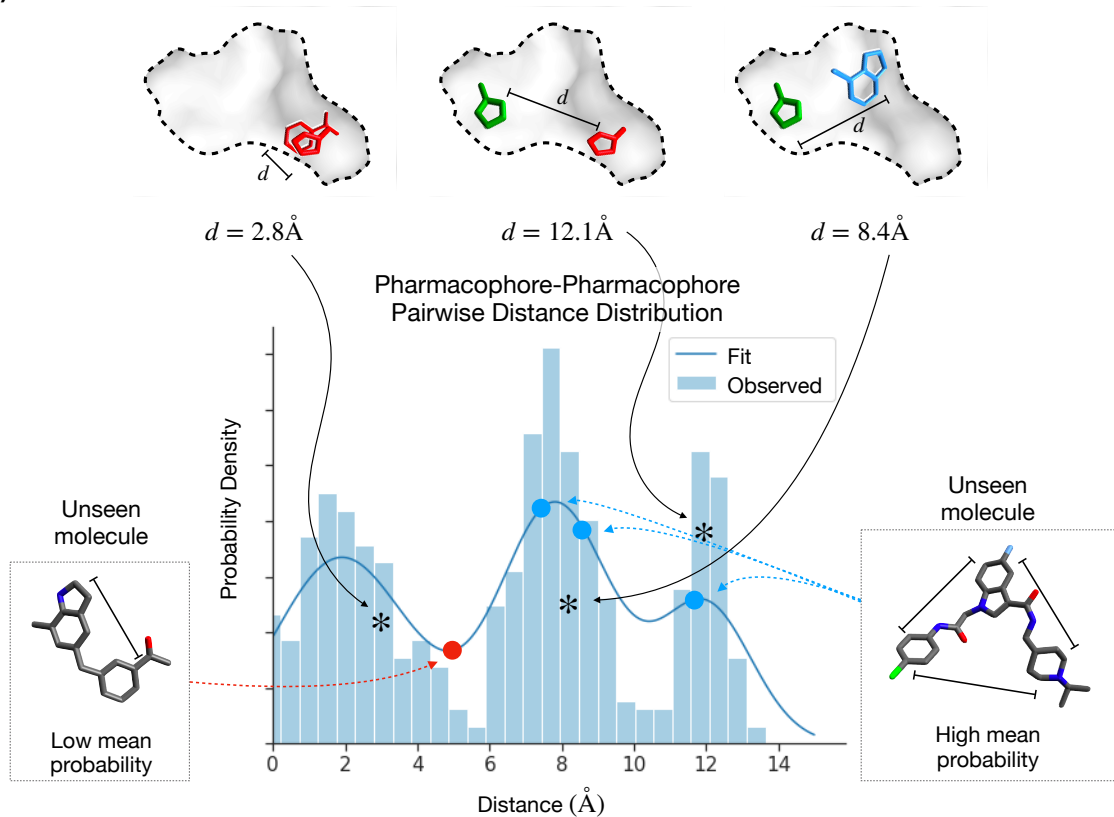 d
d
d
d = 2.8Å
d = 12.1Å
d = 8.4Å
Pharmacophore-Pharmacophore
Pairwise Distance Distribution
Fit
Observed
Probability Density
Unseen
molecule
Low mean
probability
*
*
*
Unseen
molecule
High mean
probability
0
2
4
6
8
10
12
14
Distance (Å)